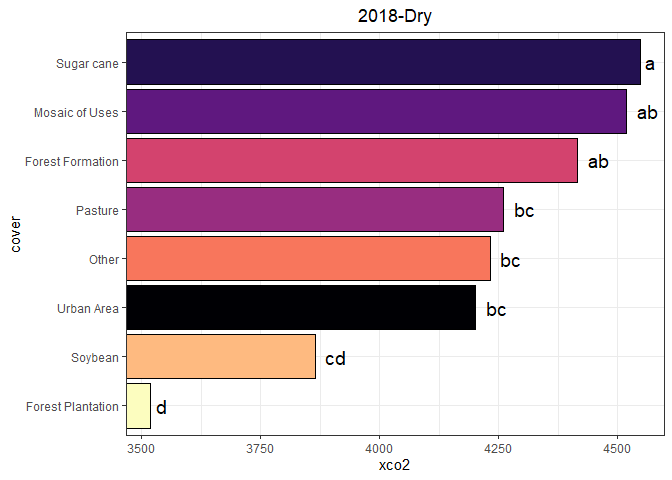 2018-Dry
Sugar cane
a
Mosaic of Uses
ab
Forest Formation
ab
Pasture
bc
Other
bc
Urban Area
bc
Soybean
cd
Forest Plantation
d
cover
3500 3750 4000 4250 4500
xco2